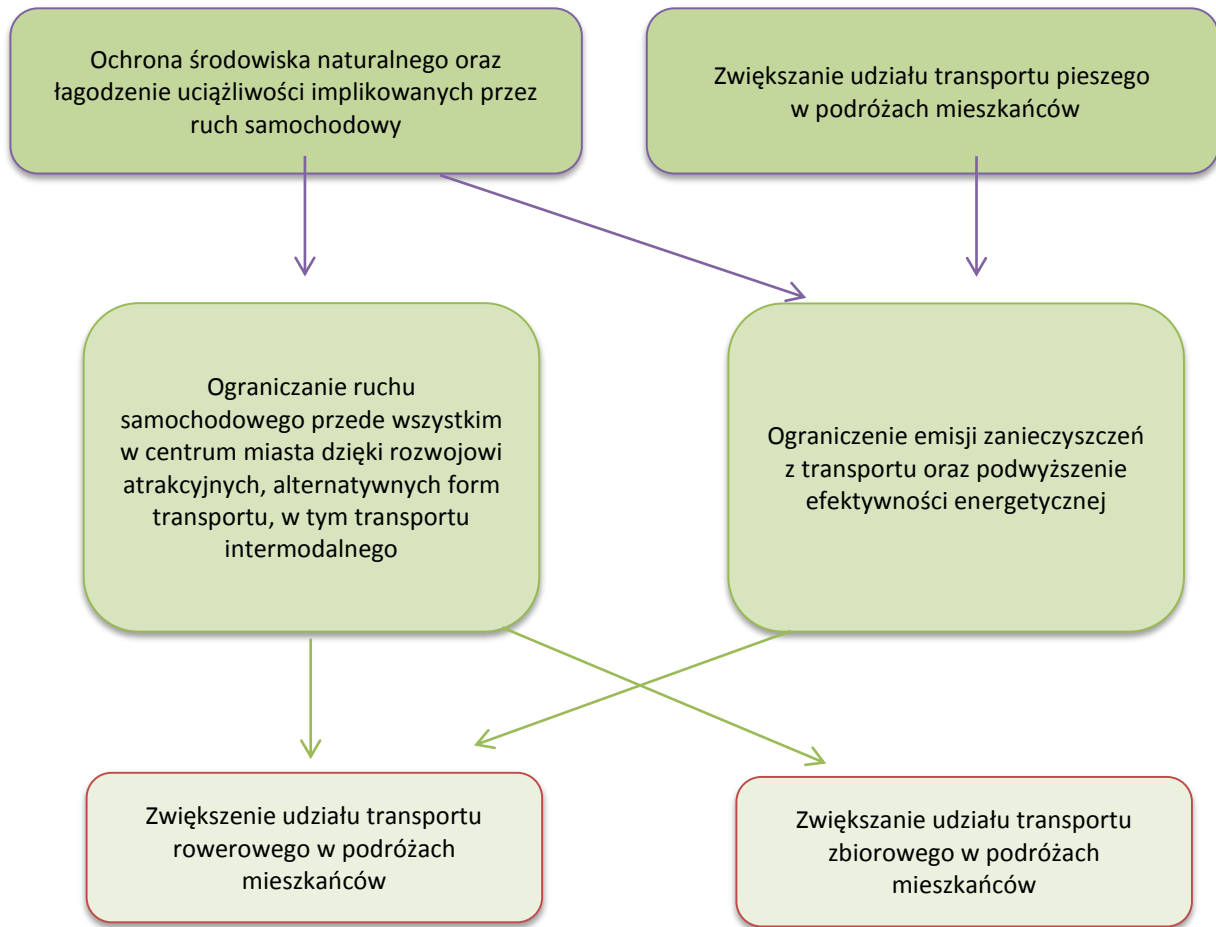 Ochrona środowiska naturalnego oraz
łagodzenie uciążliwości implikowanych przez
ruch samochodowy
Zwiększanie udziału transportu pieszego
w podróżach mieszkańców
Ograniczanie ruchu
samochodowego przede wszystkim
w centrum miasta dzięki rozwojowi
atrakcyjnych, alternatywnych form
transportu, w tym transportu
intermodalnego
Ograniczenie emisji zanieczyszczeń
z transportu oraz podwyższenie
efektywności energetycznej
Zwiększenie udziału transportu
rowerowego w podróżach
mieszkańców
Zwiększanie udziału transportu
zbiorowego w podróżach
mieszkańców